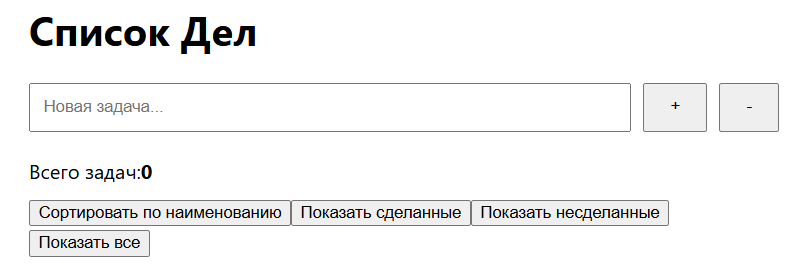 Список Дел
Новая задача... + -
Всего задач:0
Сортировать по наименованию Показать сделанные Показать несделанные
Показать все